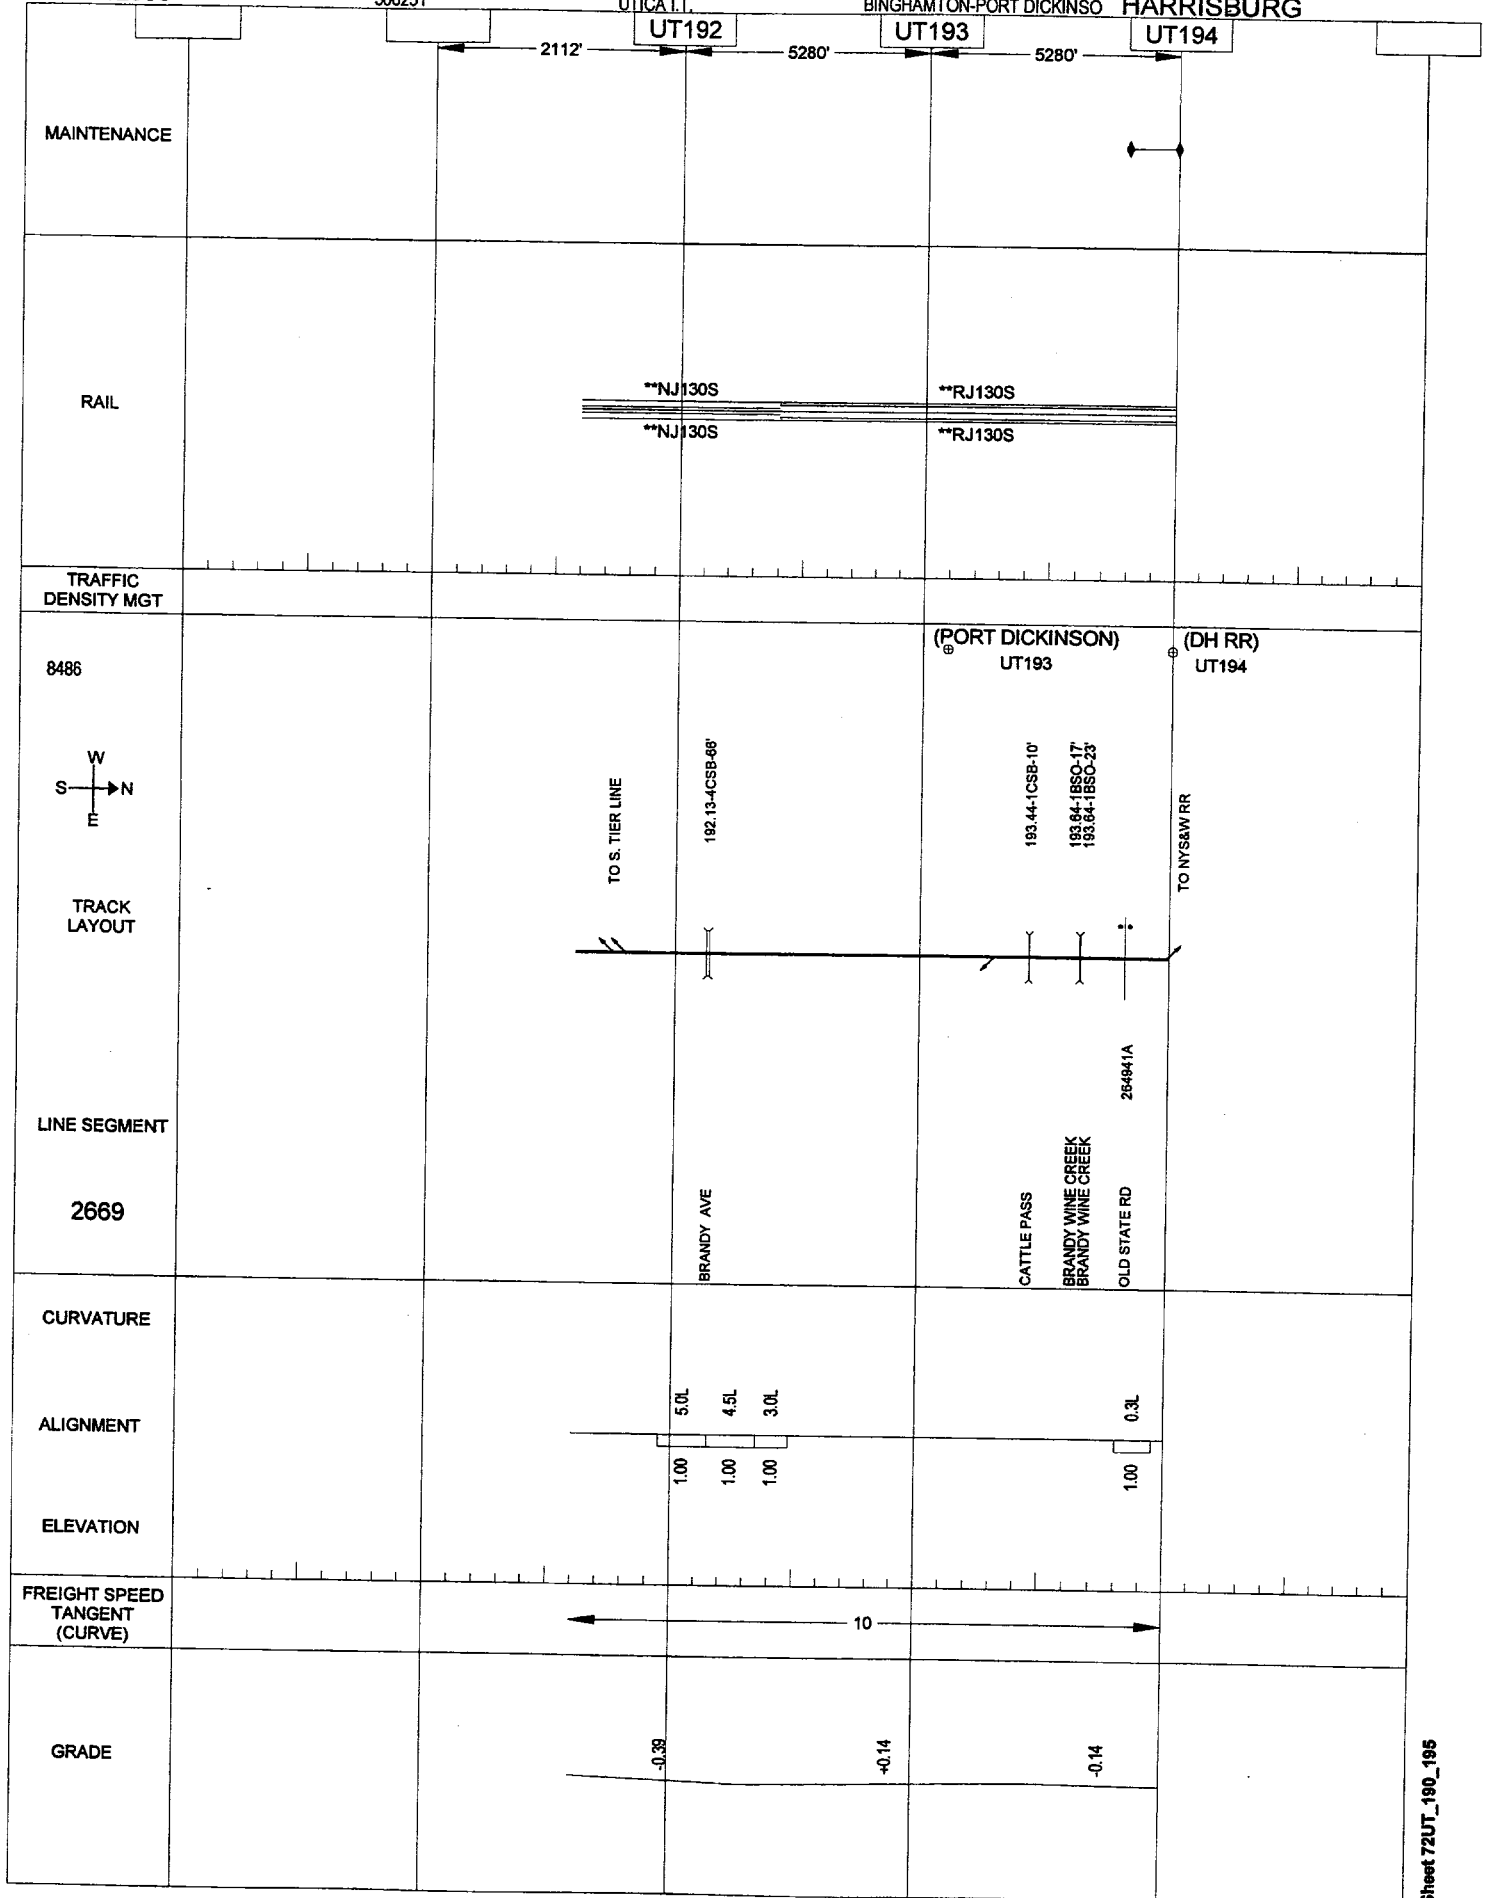 UTICA I.T.
BINGHAMTON-PORT DICKINSO HARRISBURG
UT192 UT193 UT194
2112' 5280' 5280'
MAINTENANCE
RAIL
**NJ130S **RJ130S
**NJ130S **RJ130S
TRAFFIC
DENSITY MGT
8486
(PORT DICKINSON)
UT193
(DH RR)
UT194
W
S N
E
TO S. TIER LINE
192.13-4CSB-66'
193.44-1CSB-10'
193.64-1BSO-17'
193.64-1BSO-23'
TO NYS&W RR
TRACK
LAYOUT
264941A
LINE SEGMENT
2669
BRANDY AVE
CATTLE PASS
BRANDY WINE CREEK
BRANDY WINE CREEK
OLD STATE RD
CURVATURE
ALIGNMENT
5.0L 4.5L 3.0L 0.3L
1.00 1.00 1.00 1.00
ELEVATION
FREIGHT SPEED
TANGENT
(CURVE)
10
GRADE
-0.39 +0.14 -0.14
Sheet 72UT_190_195